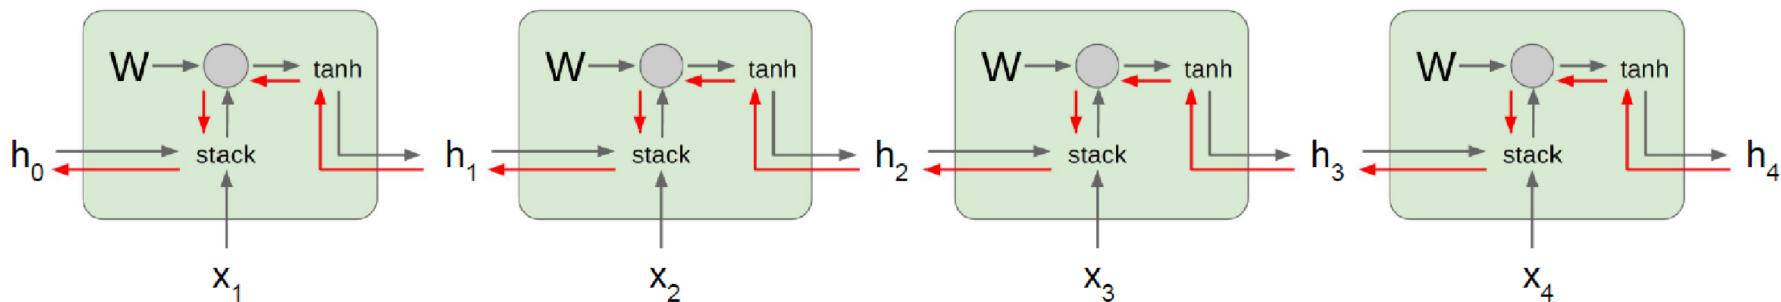 W tanh W tanh W tanh W tanh
h₀ stack h₁ stack h₂ stack h₃ stack h₄
x₁ x₂ x₃ x₄